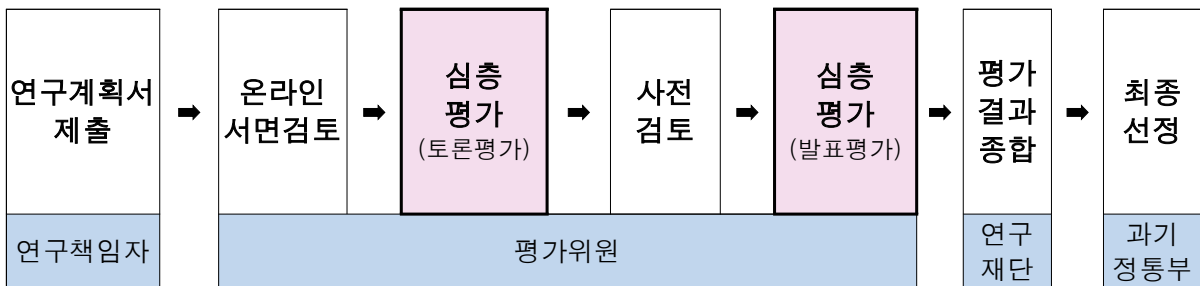 연구계획서
제출
➡
온라인
서면검토
➡
심층
평가
(토론평가)
➡
사전
검토
➡
심층
평가
(발표평가)
➡
평가
결과
종합
➡
최종
선정
연구책임자
평가위원
연구
재단
과기
정통부